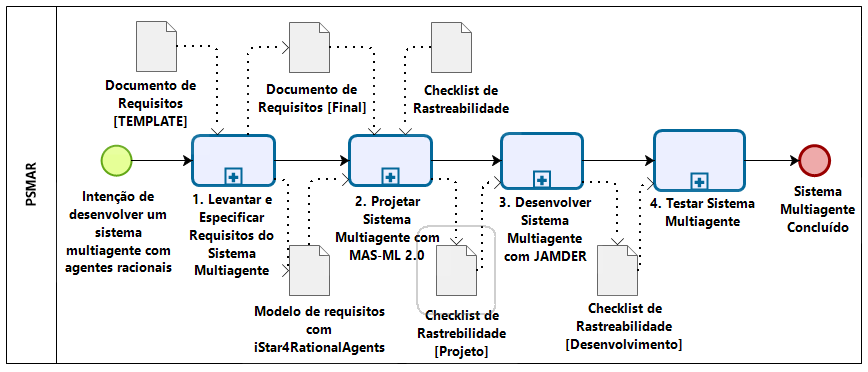 PSMAR
Documento de
Requisitos
[TEMPLATE]
Documento de
Requisitos [Final]
Checklist de
Rastreabilidade
Intenção de
desenvolver um
sistema
multiagente com
agentes racionais
1. Levantar e
Especificar
Requisitos do
Sistema
Multiagente
2. Projetar
Sistema
Multiagente com
MAS-ML 2.0
3. Desenvolver
Sistema
Multiagente
com JAMDER
4. Testar Sistema
Multiagente
Sistema
Multiagente
Concluído
Modelo de requisitos
com
iStar4RationalAgents
Checklist de
Rastrebilidade
[Projeto]
Checklist de
Rastreabilidade
[Desenvolvimento]